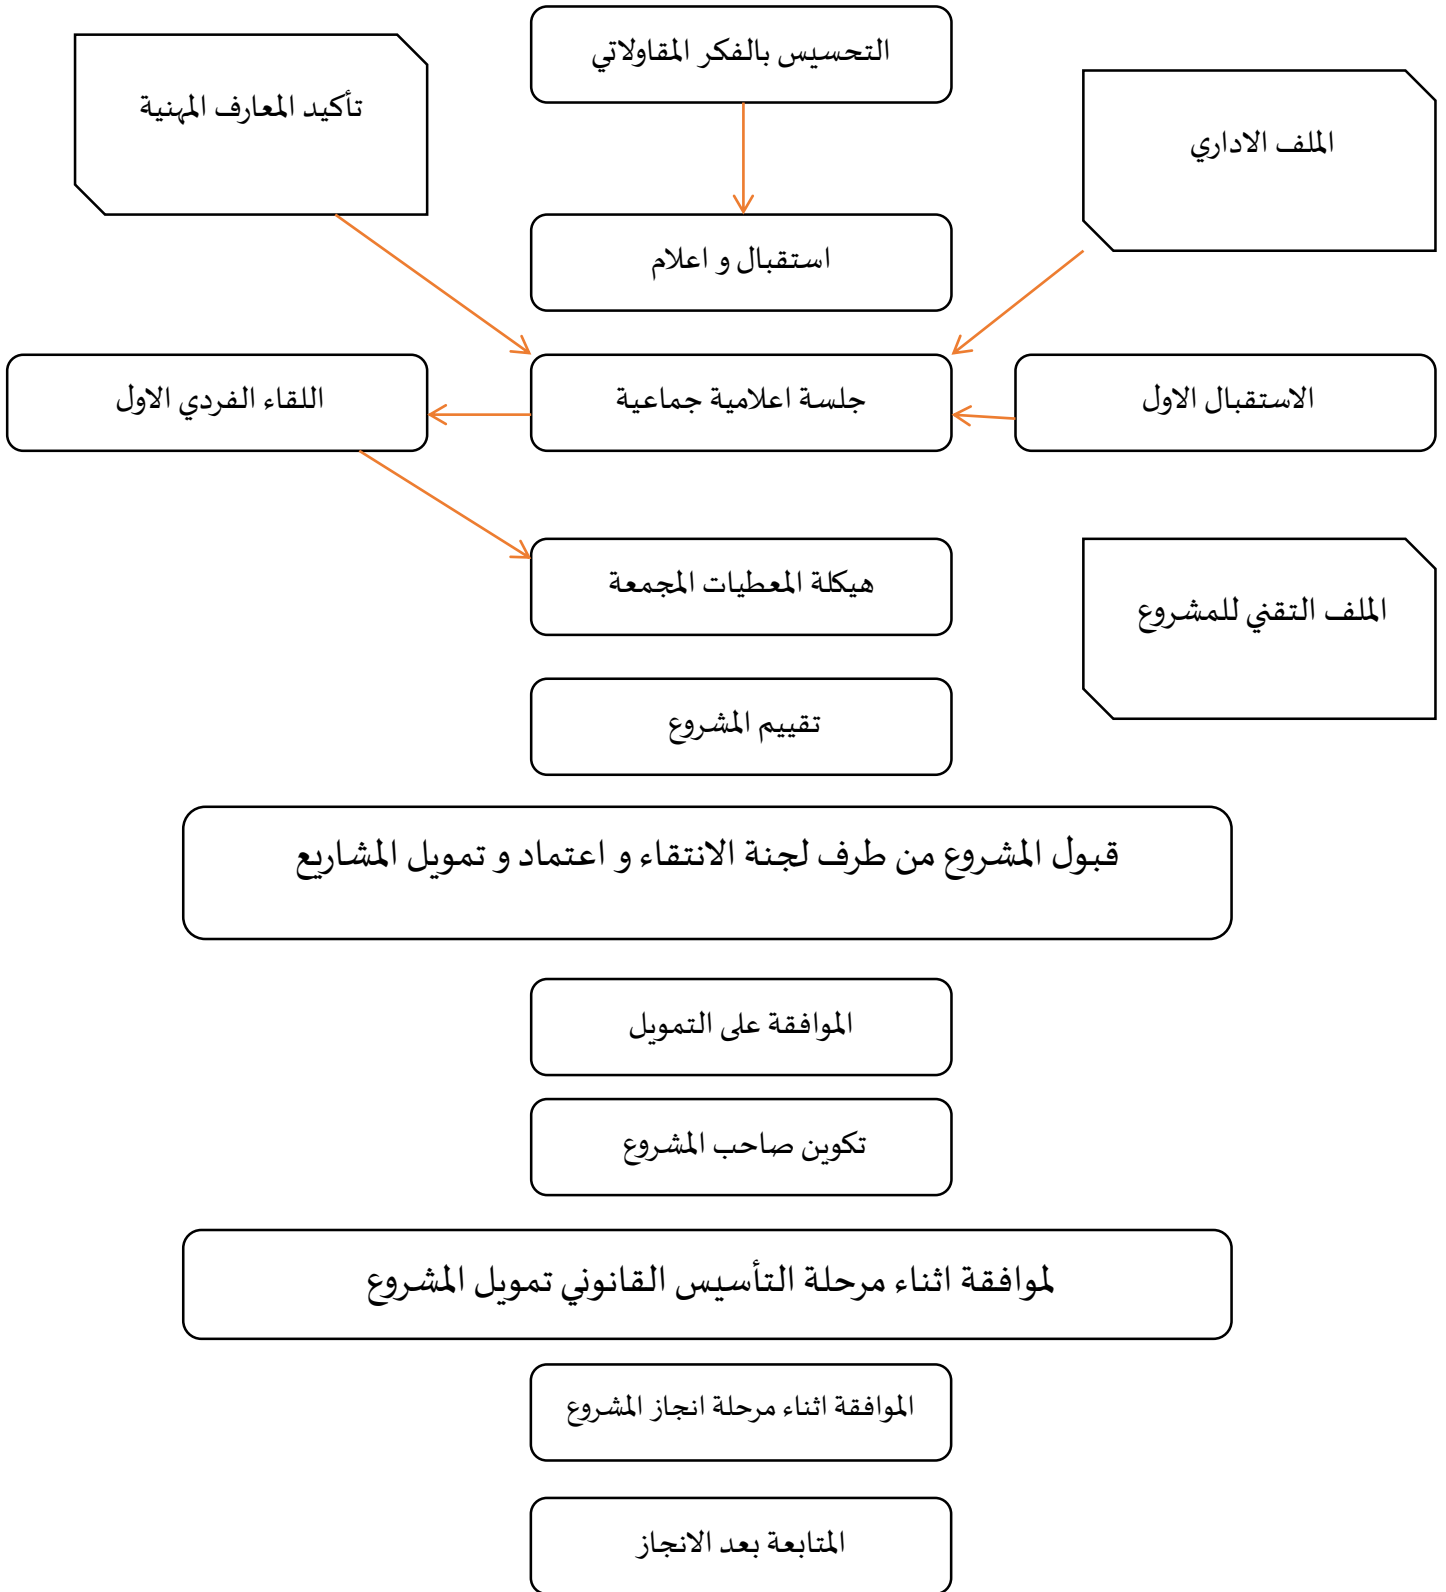 التحسيس بالفكر المقاولاتي
تأكيد المعارف المهنية
الملف الاداري
استقبال و اعلام
الاستقبال الاول
جلسة اعلامية جماعية
اللقاء الفردي الاول
هيكلة المعطيات المجمعة
الملف التقني للمشروع
تقييم المشروع
قبول المشروع من طرف لجنة الانتقاء و اعتماد و تمويل المشاريع
الموافقة على التمويل
تكوين صاحب المشروع
لموافقة اثناء مرحلة التأسيس القانوني تمويل المشروع
الموافقة اثناء مرحلة انجاز المشروع
المتابعة بعد الانجاز